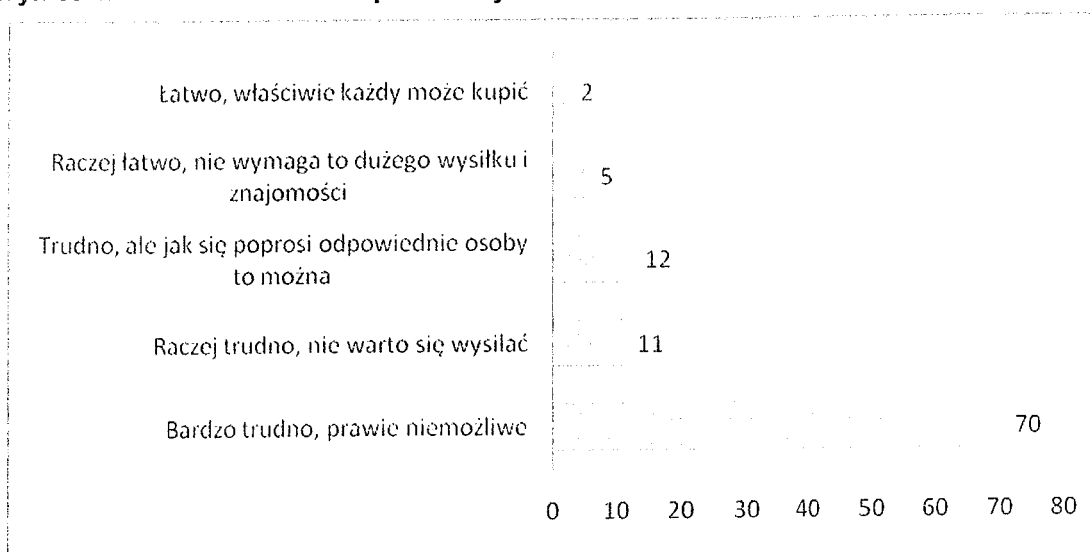 Łatwo, właściwie każdy może kupić 2
Raczej łatwo, nie wymaga to dużego wysiłku i
znajomości 5
Trudno, ale jak się poprosi odpowiednie osoby
to można 12
Raczej trudno, nie warto się wysilać 11
Bardzo trudno, prawie niemożliwe 70
0 10 20 30 40 50 60 70 80